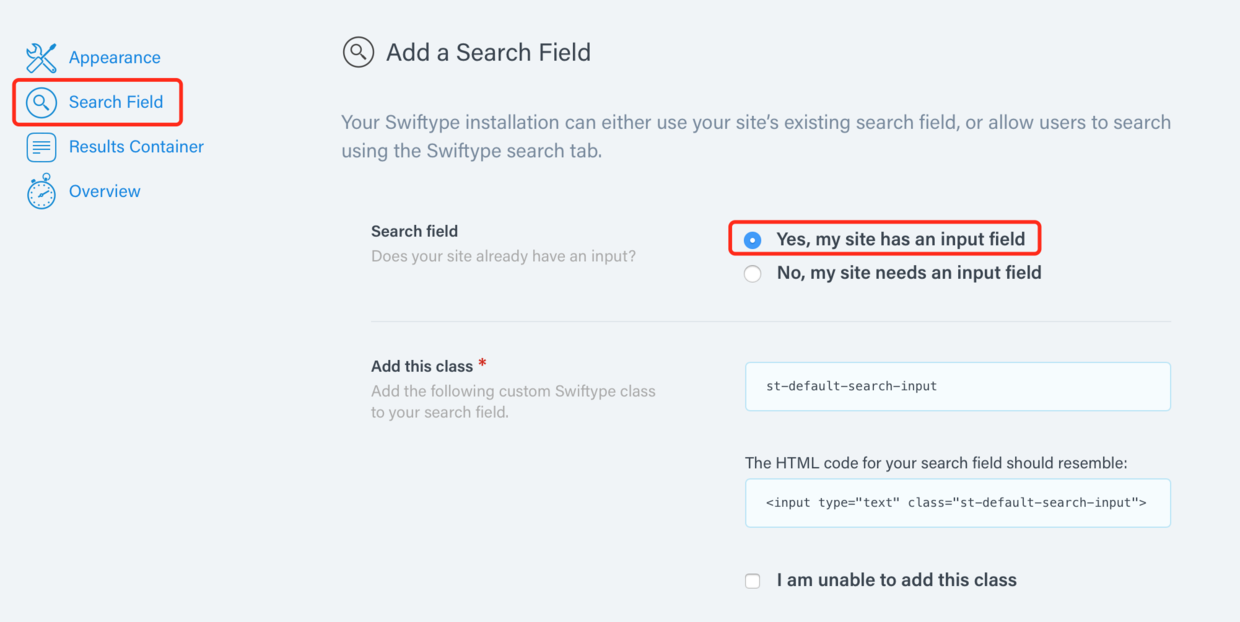 Appearance
Search Field
Results Container
Overview
Add a Search Field
Your Swiftype installation can either use your site’s existing search field, or allow users to search
using the Swiftype search tab.
Search field
Does your site already have an input?
Yes, my site has an input field
No, my site needs an input field
Add this class *
Add the following custom Swiftype class
to your search field.
st-default-search-input
The HTML code for your search field should resemble:
<input type="text" class="st-default-search-input">
I am unable to add this class